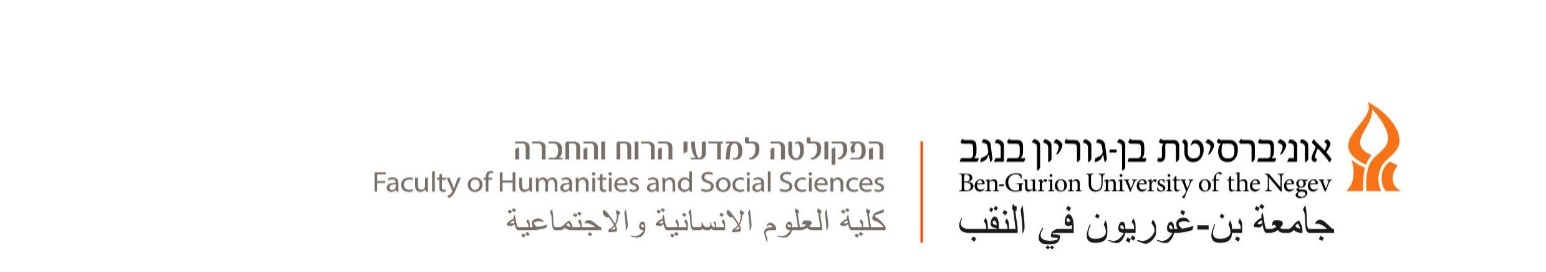 אוניברסיטת בן-גוריון בנגב
Ben-Gurion University of the Negev
جامعة بن-غوريون في النقب
הפקולטה למדעי הרוח והחברה
Faculty of Humanities and Social Sciences
كلية العلوم الانسانية والاجتماعية